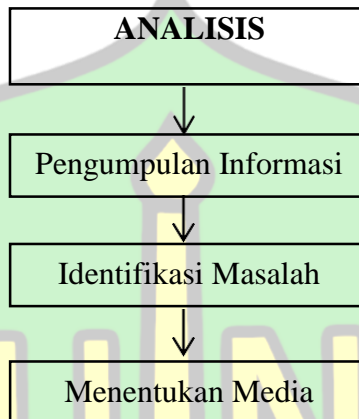 ANALISIS
Pengumpulan Informasi
Identifikasi Masalah
Menentukan Media